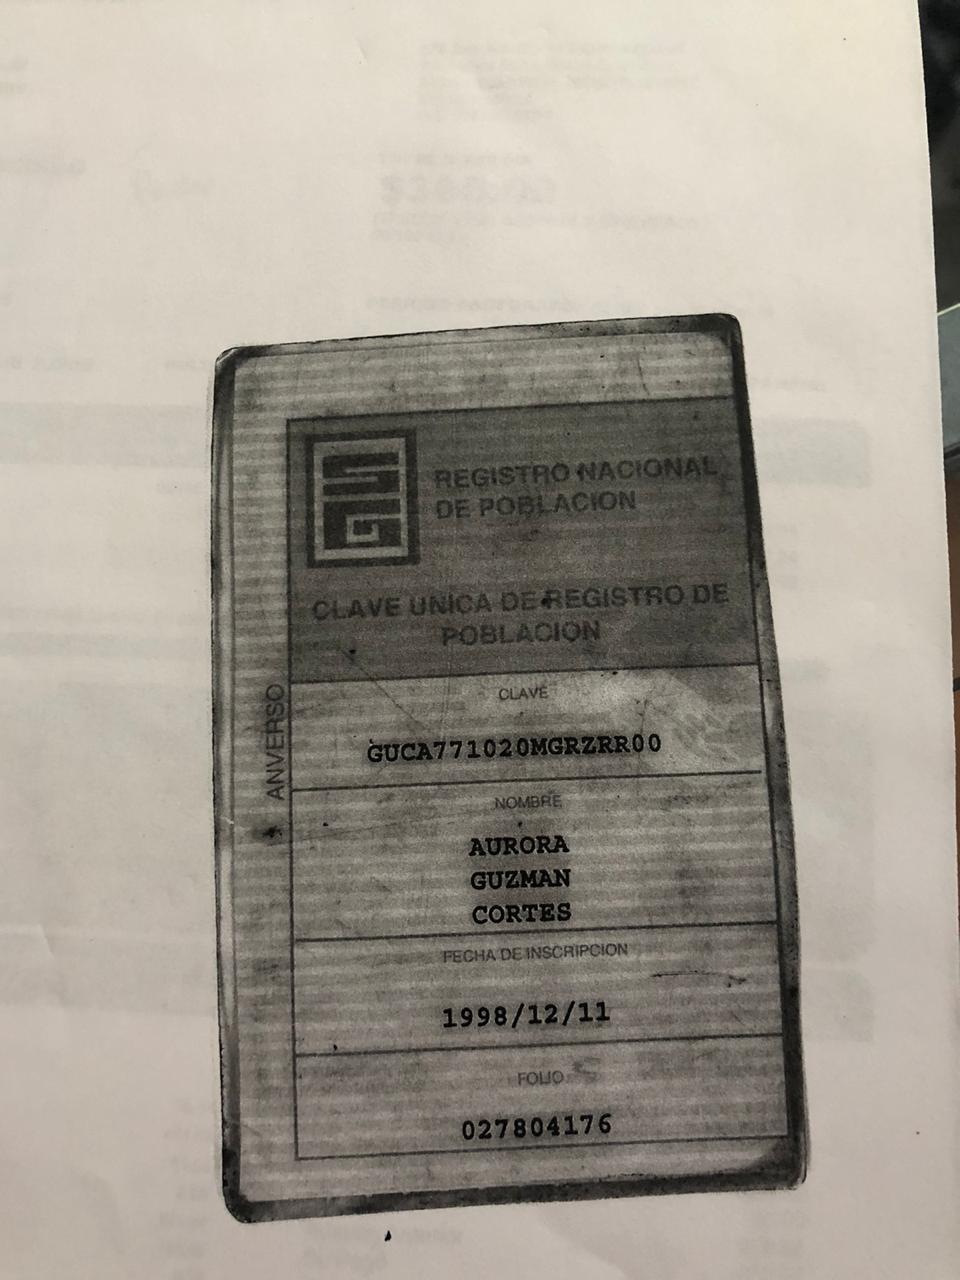 REGISTRO NACIONAL
DE POBLACION
CLAVE UNICA DE REGISTRO DE
POBLACION
ANVERSO
CLAVE
GUCA771020MGRZRR00
NOMBRE
AURORA
GUZMAN
CORTES
FECHA DE INSCRIPCION
1998/12/11
FOLIO
027804176